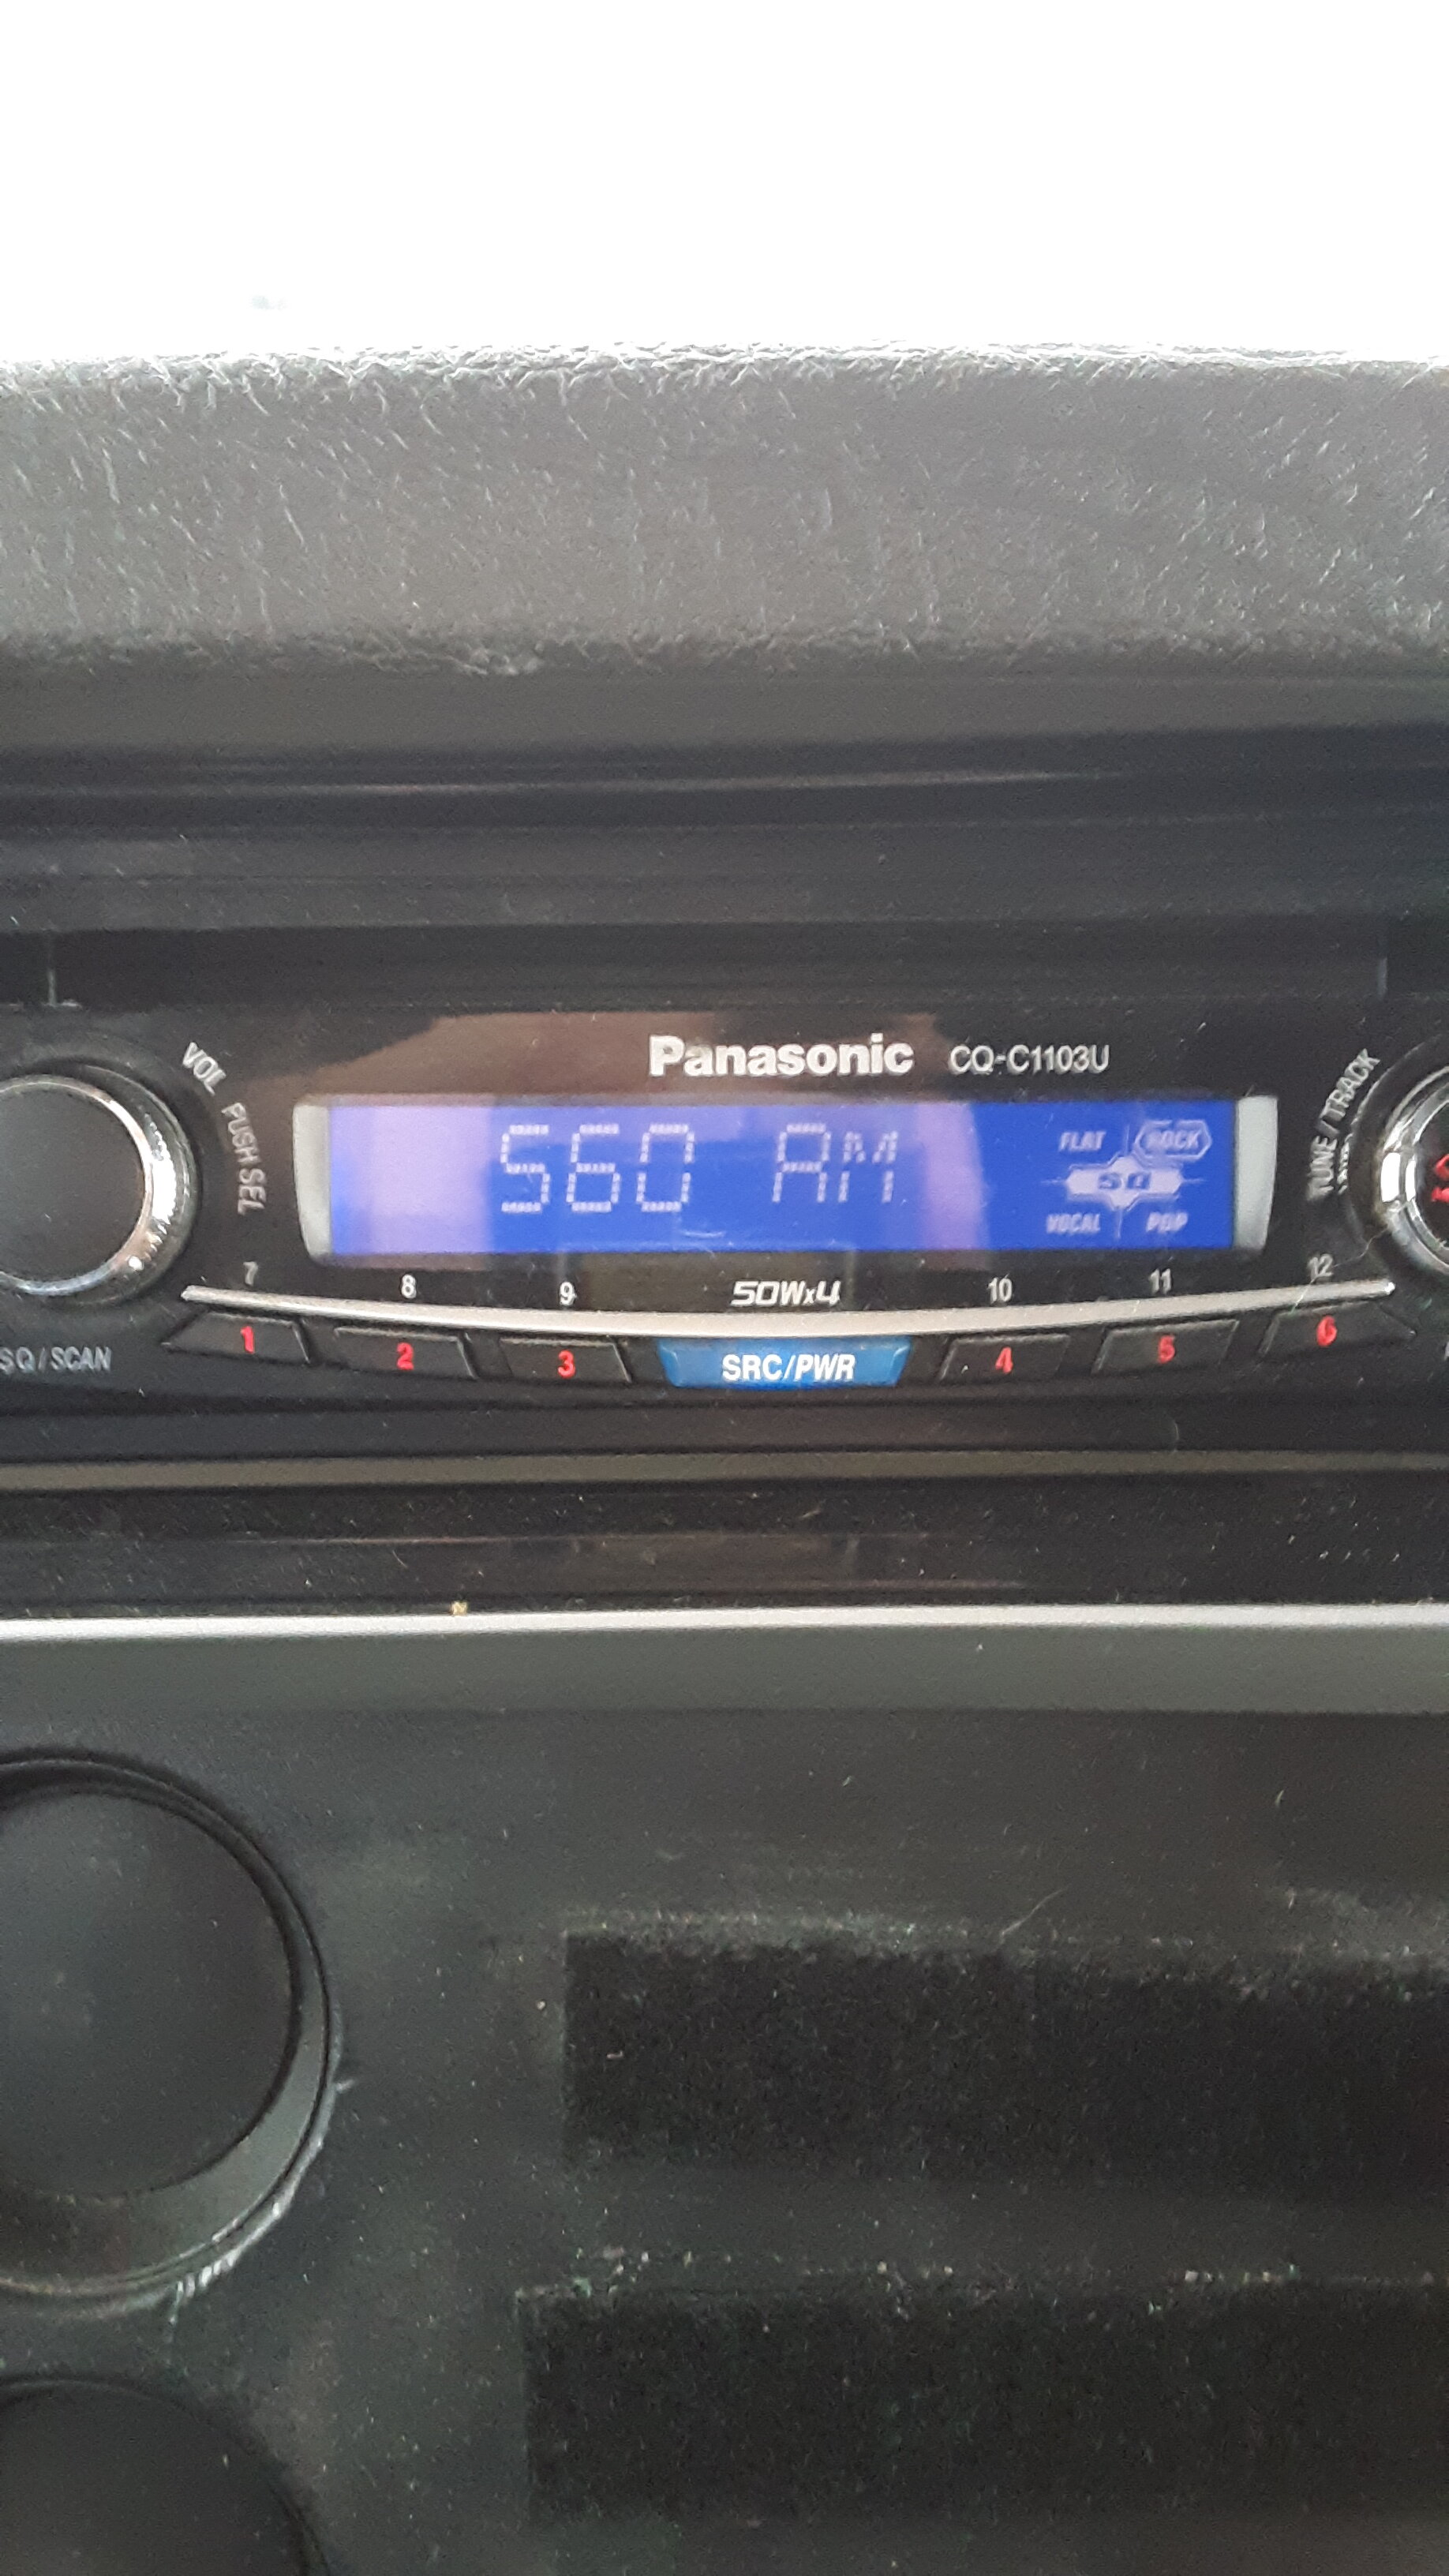 Panasonic CQ-C1103U
VOL
PUSH SEL
TUNE / TRACK
560 AM
FLAT ROCK
SQ
VOCAL POP
7 8 9 50Wx4 10 11 12
1 2 3 SRC/PWR 4 5 6
SQ / SCAN